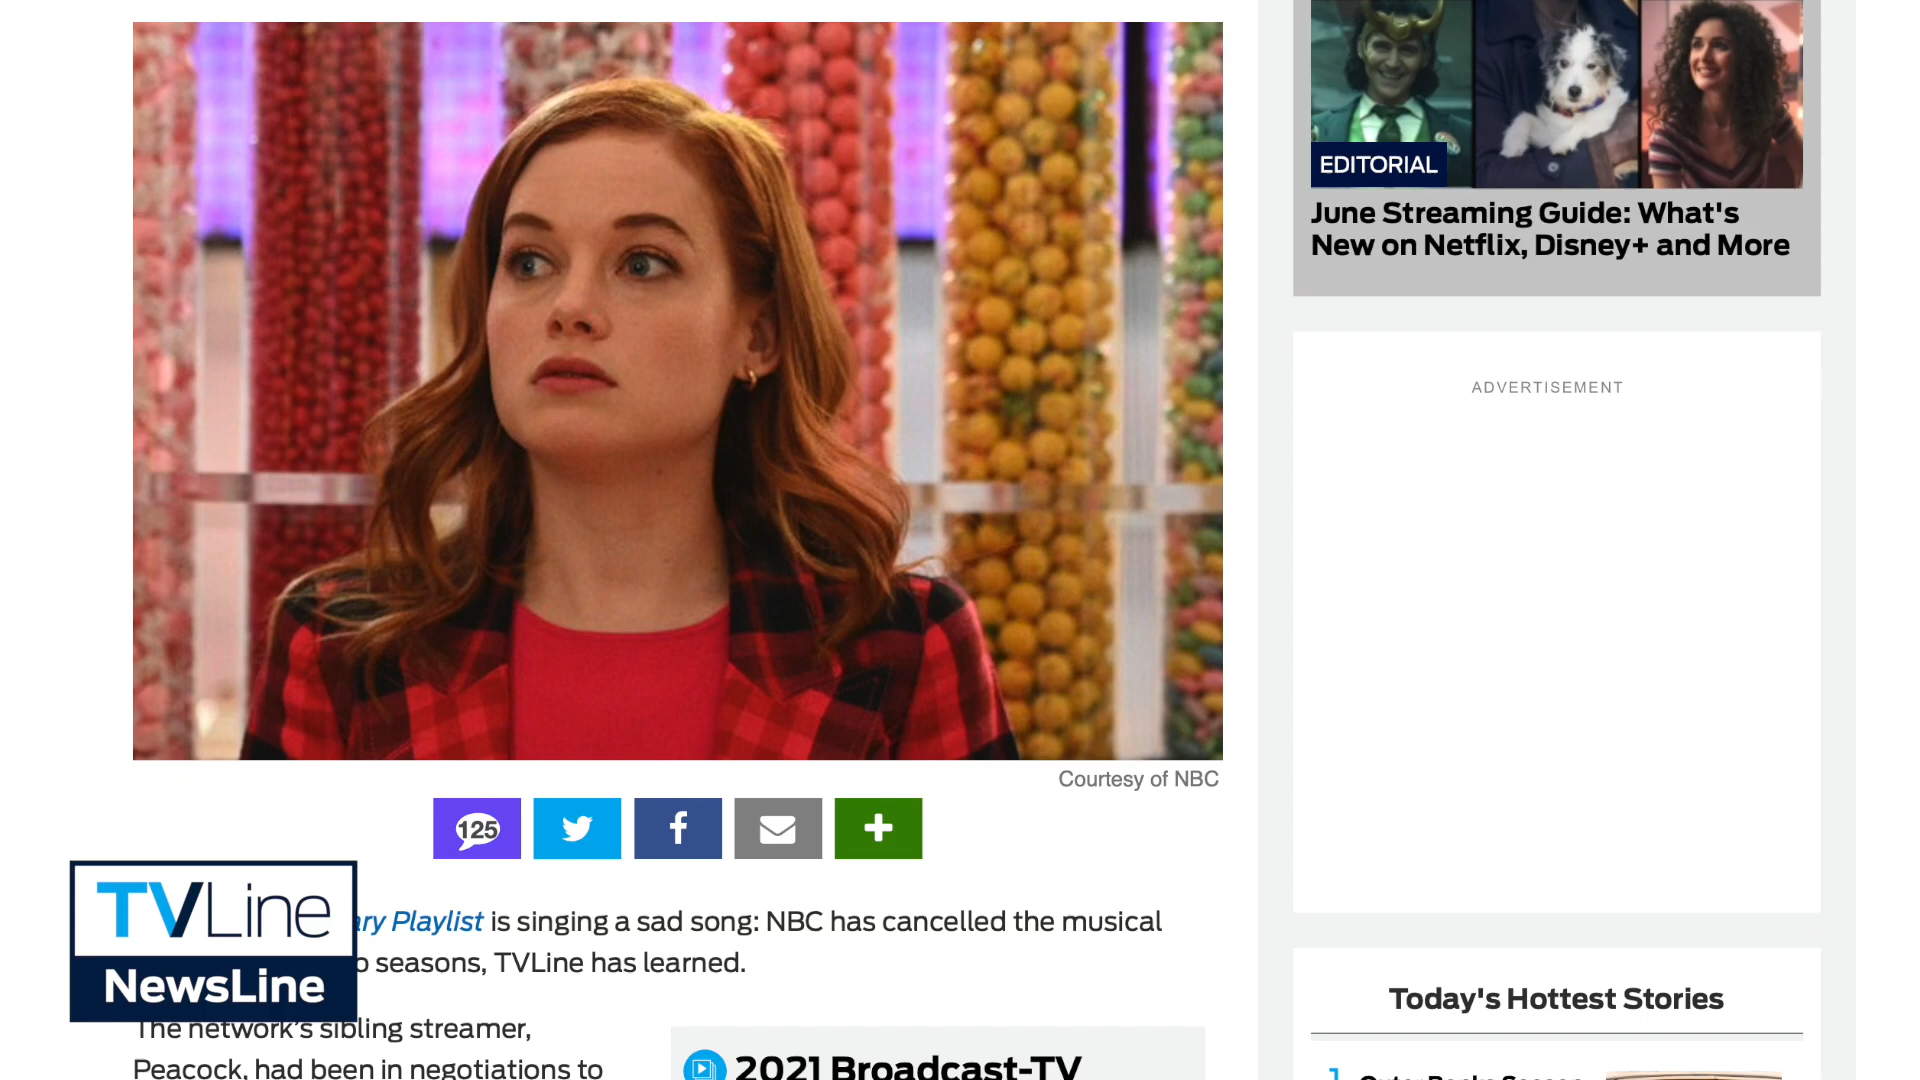 EDITORIAL
June Streaming Guide: What's
New on Netflix, Disney+ and More
ADVERTISEMENT
Courtesy of NBC
125
ary Playlist is singing a sad song: NBC has cancelled the musical
o seasons, TVLine has learned.
TVLine
NewsLine
The network's sibling streamer,
Peacock, had been in negotiations to
2021 Broadcast-TV
Today's Hottest Stories
1